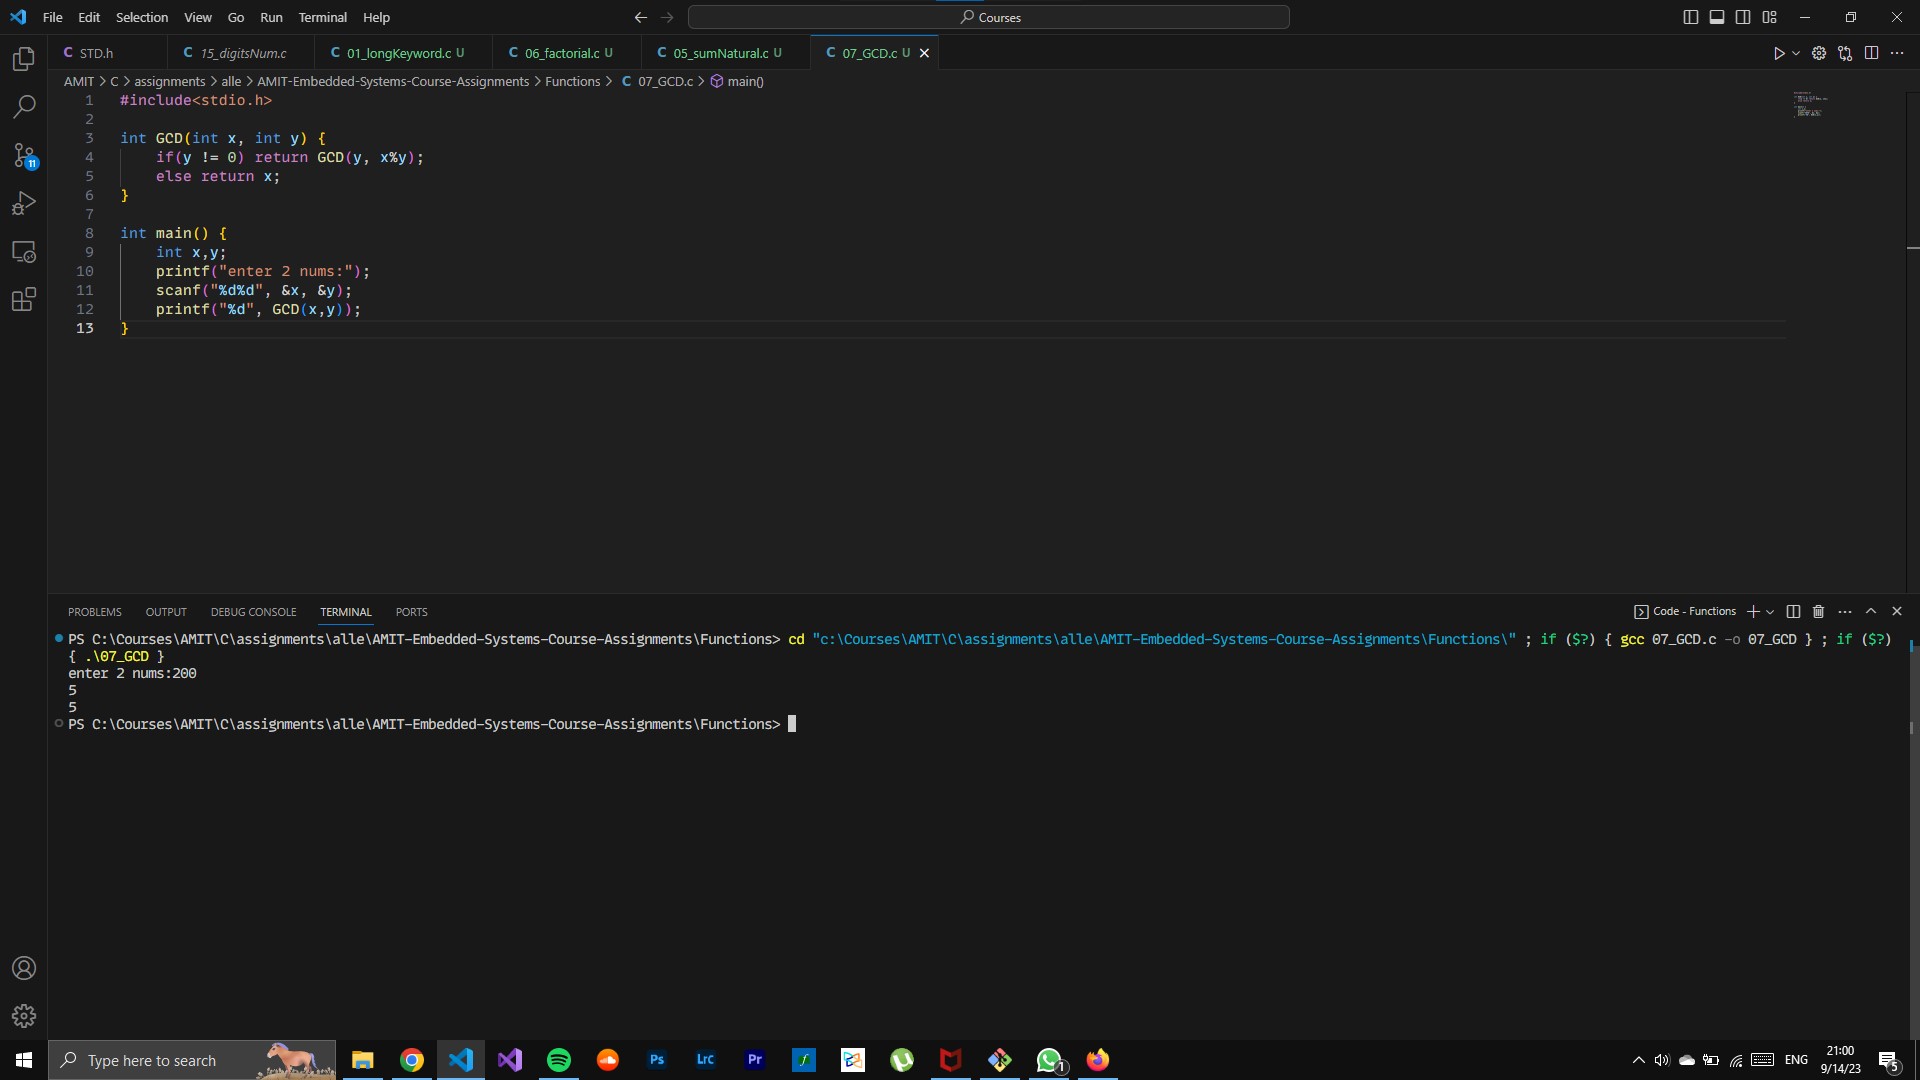 File Edit Selection View Go Run Terminal Help
Courses
C STD.h
C 15_digitsNum.c
C 01_longKeyword.c U
C 06_factorial.c U
C 05_sumNatural.c U
C 07_GCD.c U
AMIT > C > assignments > alle > AMIT-Embedded-Systems-Course-Assignments > Functions > C 07_GCD.c > main()
1 #include<stdio.h>
2
3 int GCD(int x, int y) {
4     if(y != 0) return GCD(y, x%y);
5     else return x;
6 }
7
8 int main() {
9     int x,y;
10     printf("enter 2 nums:");
11     scanf("%d%d", &x, &y);
12     printf("%d", GCD(x,y));
13 }
11
PROBLEMS OUTPUT DEBUG CONSOLE TERMINAL PORTS
Code - Functions
PS C:\Courses\AMIT\C\assignments\alle\AMIT-Embedded-Systems-Course-Assignments\Functions> cd "c:\Courses\AMIT\C\assignments\alle\AMIT-Embedded-Systems-Course-Assignments\Functions\" ; if ($?) { gcc 07_GCD.c -o 07_GCD } ; if ($?)
{ .\07_GCD }
enter 2 nums:200
5
5
PS C:\Courses\AMIT\C\assignments\alle\AMIT-Embedded-Systems-Course-Assignments\Functions>
Type here to search
Ps
Lrc
Pr
1
ENG
21:00
9/14/23
5